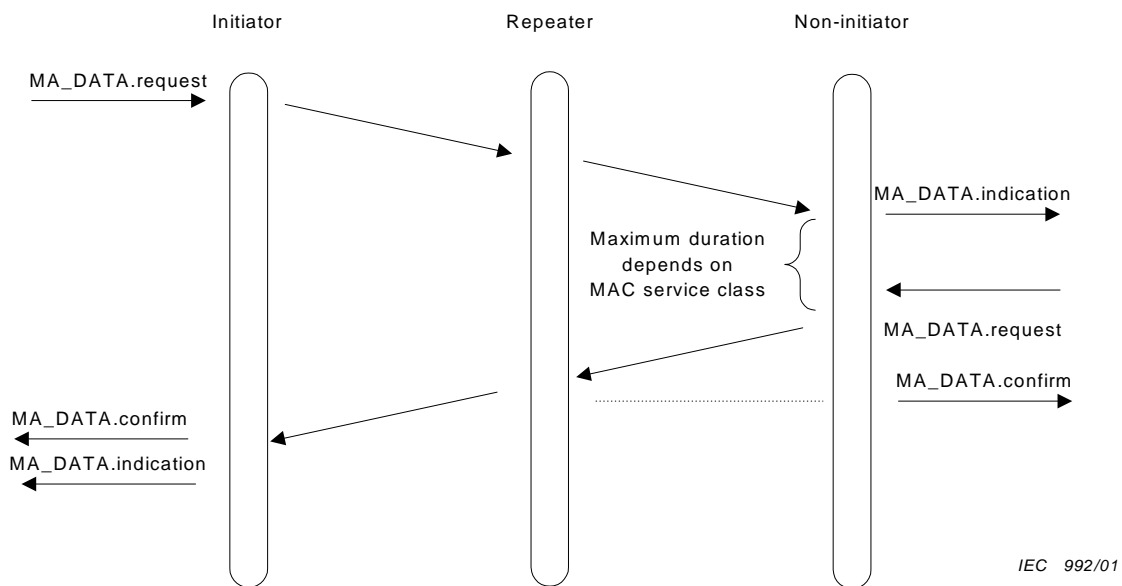 Initiator
Repeater
Non-initiator
MA_DATA.request
MA_DATA.indication
Maximum duration
depends on
MAC service class
MA_DATA.request
MA_DATA.confirm
MA_DATA.confirm
MA_DATA.indication
IEC 992/01